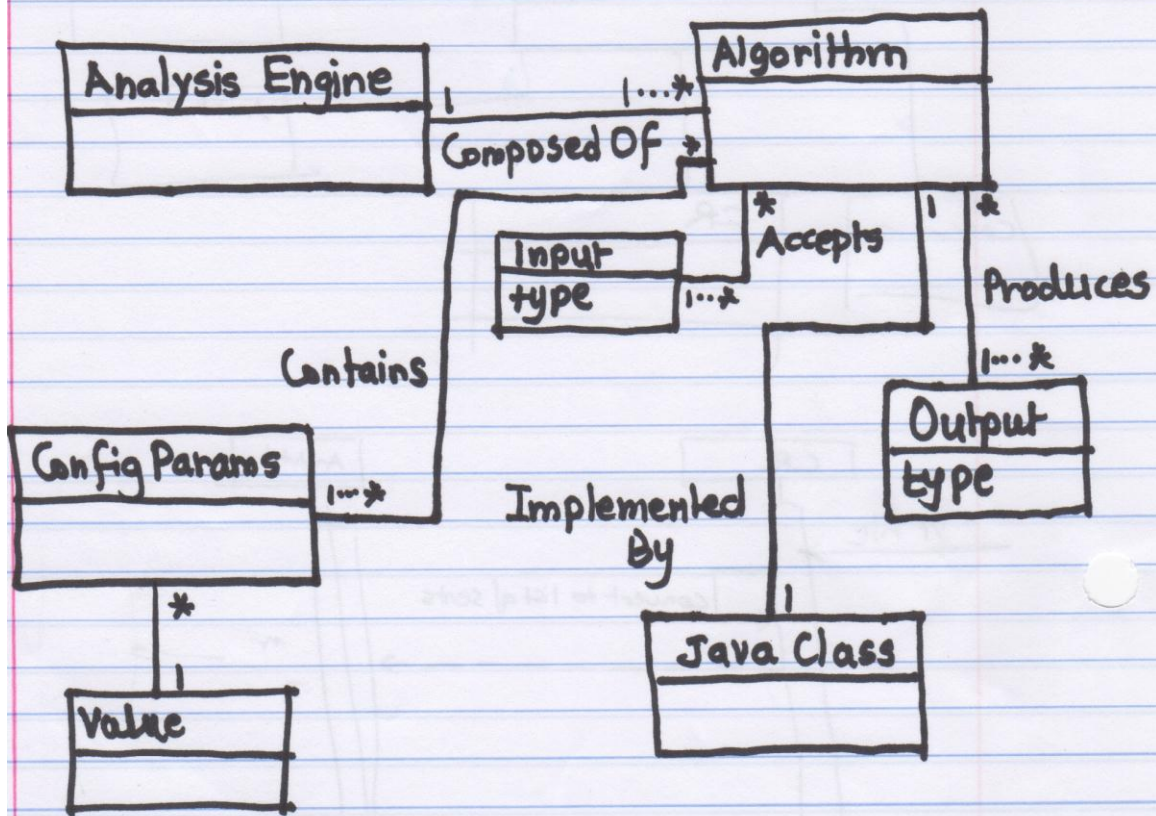 Algorithm
Analysis Engine
1 1...*
Composed Of *
* 1 *
Accepts
Input
type
1...*
Produces
Contains
1...*
Output
type
Config Params
1...*
Implemented
By
*
1
Java Class
1
Value